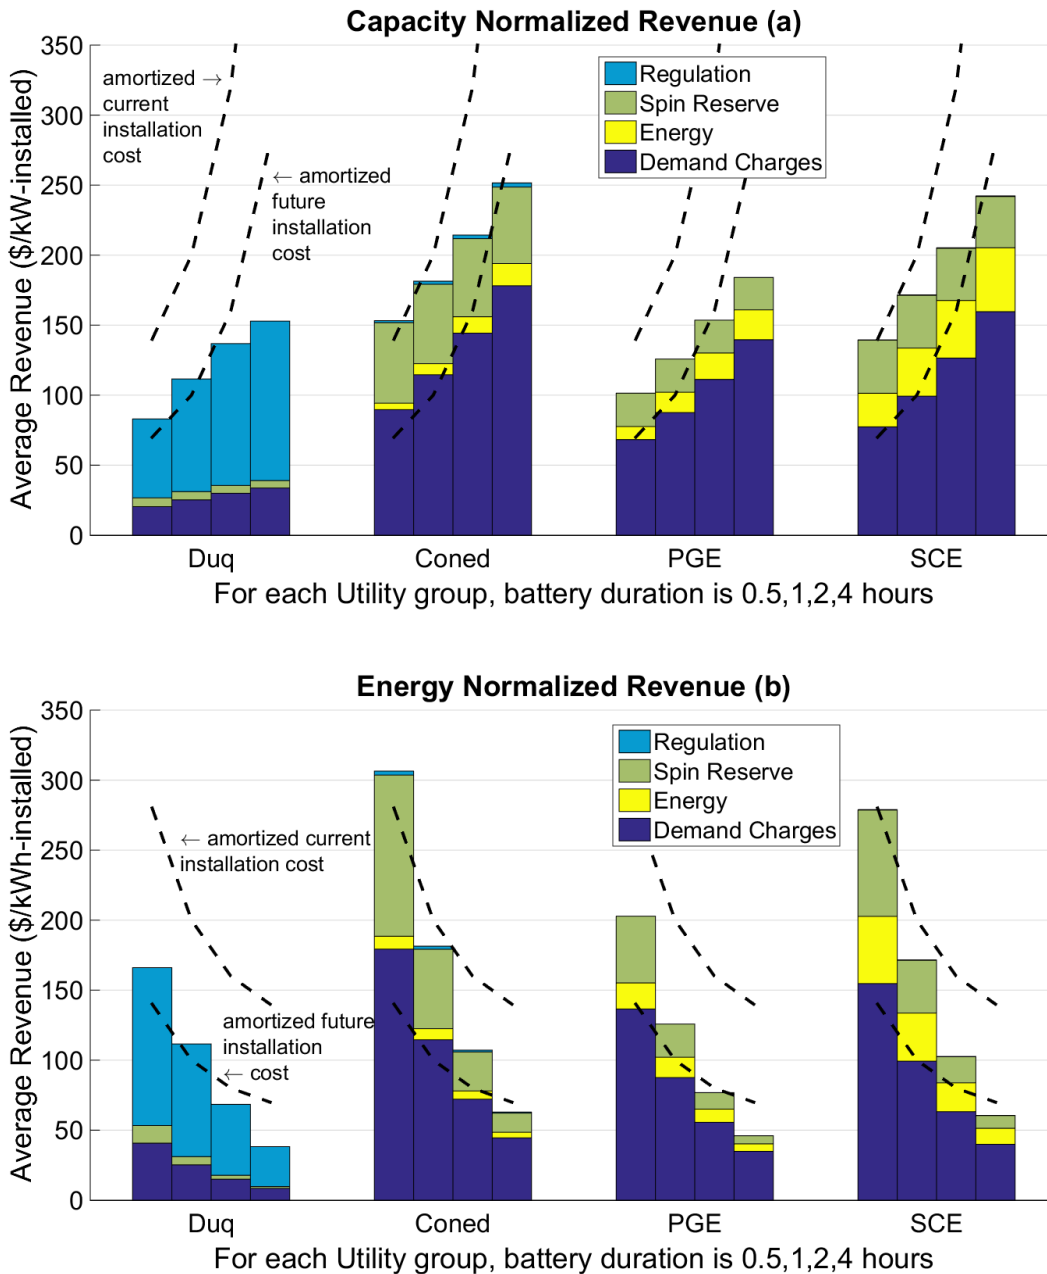 Capacity Normalized Revenue (a)
Average Revenue ($/kW-installed)
350
300
250
200
150
100
50
0
amortized →
current
installation
cost
← amortized
future
installation
cost
Regulation
Spin Reserve
Energy
Demand Charges
Duq
Coned
PGE
SCE
For each Utility group, battery duration is 0.5,1,2,4 hours
Energy Normalized Revenue (b)
Average Revenue ($/kWh-installed)
350
300
250
200
150
100
50
0
← amortized current
installation cost
amortized future
installation
← cost
Regulation
Spin Reserve
Energy
Demand Charges
Duq
Coned
PGE
SCE
For each Utility group, battery duration is 0.5,1,2,4 hours